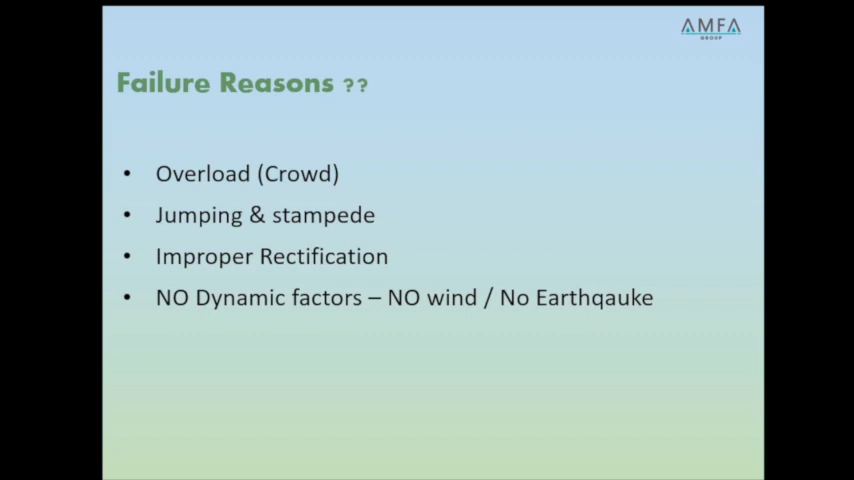 AMFA
GROUP
Failure Reasons ??
• Overload (Crowd)
• Jumping & stampede
• Improper Rectification
• NO Dynamic factors – NO wind / No Earthqauke